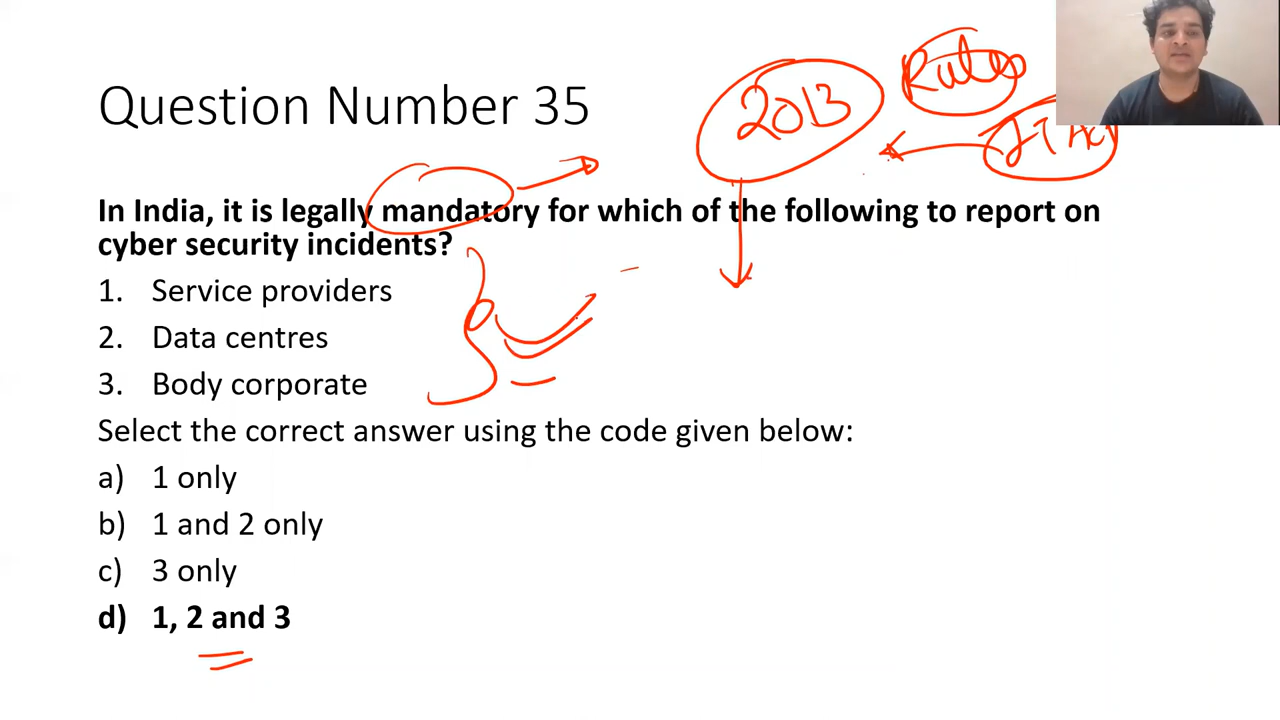 Question Number 35
2013
Rules
IT Act
In India, it is legally mandatory for which of the following to report on
cyber security incidents?
1. Service providers
2. Data centres
3. Body corporate
Select the correct answer using the code given below:
a) 1 only
b) 1 and 2 only
c) 3 only
d) 1, 2 and 3